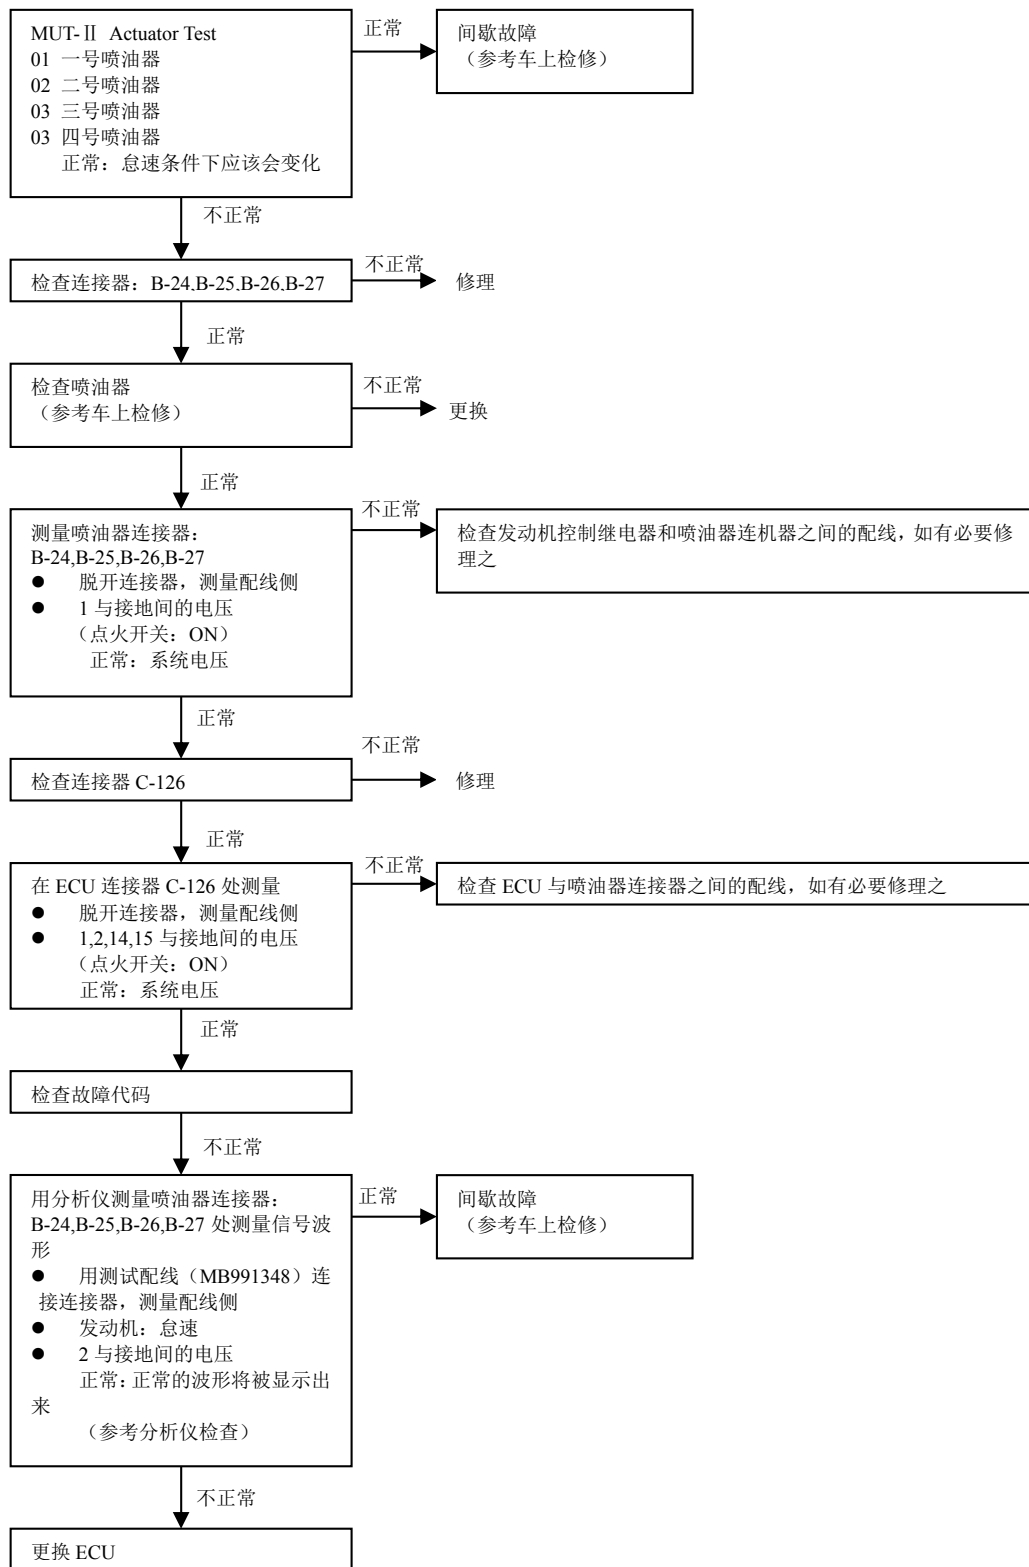 MUT-Ⅱ Actuator Test
01 一号喷油器
02 二号喷油器
03 三号喷油器
03 四号喷油器
正常：怠速条件下应该会变化
正常
间歇故障
（参考车上检修）
不正常
检查连接器：B-24,B-25,B-26,B-27
不正常
修理
正常
检查喷油器
（参考车上检修）
不正常
更换
正常
测量喷油器连接器：
B-24,B-25,B-26,B-27
● 脱开连接器，测量配线侧
● 1 与接地间的电压
（点火开关：ON）
正常：系统电压
不正常
检查发动机控制继电器和喷油器连机器之间的配线，如有必要修
理之
正常
检查连接器 C-126
不正常
修理
正常
在 ECU 连接器 C-126 处测量
● 脱开连接器，测量配线侧
● 1,2,14,15 与接地间的电压
（点火开关：ON）
正常：系统电压
不正常
检查 ECU 与喷油器连接器之间的配线，如有必要修理之
正常
检查故障代码
不正常
用分析仪测量喷油器连接器：
B-24,B-25,B-26,B-27 处测量信号波
形
● 用测试配线（MB991348）连
接连接器，测量配线侧
● 发动机：怠速
● 2 与接地间的电压
正常：正常的波形将被显示出
来
（参考分析仪检查）
正常
间歇故障
（参考车上检修）
不正常
更换 ECU